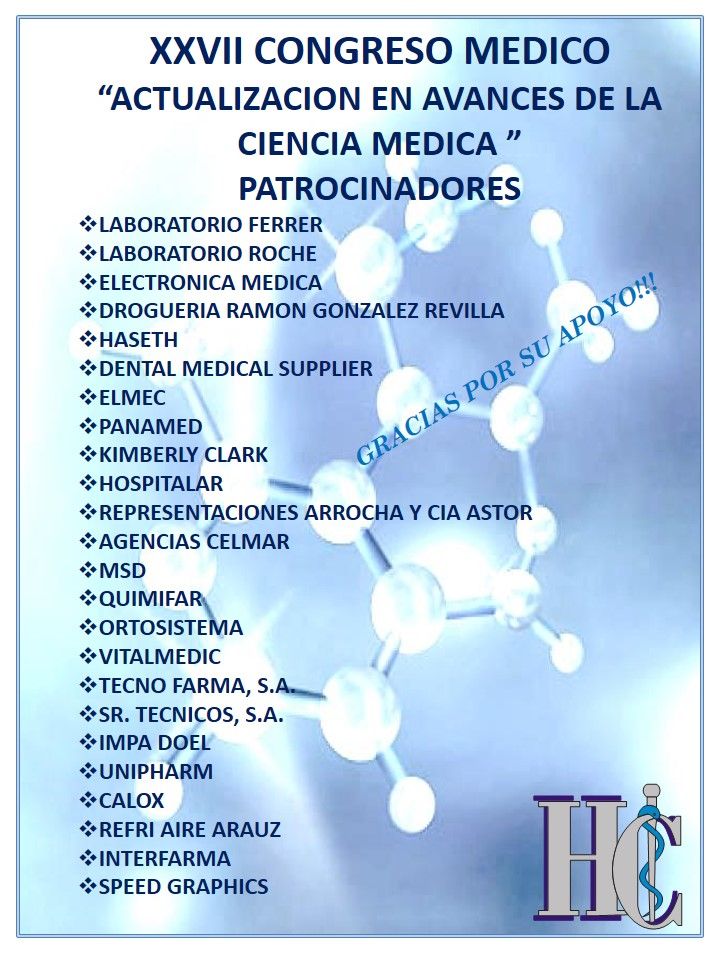 XXVII CONGRESO MEDICO
“ACTUALIZACION EN AVANCES DE LA
CIENCIA MEDICA ”
PATROCINADORES
❖LABORATORIO FERRER
❖LABORATORIO ROCHE
❖ELECTRONICA MEDICA
❖DROGUERIA RAMON GONZALEZ REVILLA
❖HASETH
❖DENTAL MEDICAL SUPPLIER
❖ELMEC
❖PANAMED
❖KIMBERLY CLARK
❖HOSPITALAR
❖REPRESENTACIONES ARROCHA Y CIA ASTOR
❖AGENCIAS CELMAR
❖MSD
❖QUIMIFAR
❖ORTOSISTEMA
❖VITALMEDIC
❖TECNO FARMA, S.A.
❖SR. TECNICOS, S.A.
❖IMPA DOEL
❖UNIPHARM
❖CALOX
❖REFRI AIRE ARAUZ
❖INTERFARMA
❖SPEED GRAPHICS
GRACIAS POR SU APOYO!!!
HC